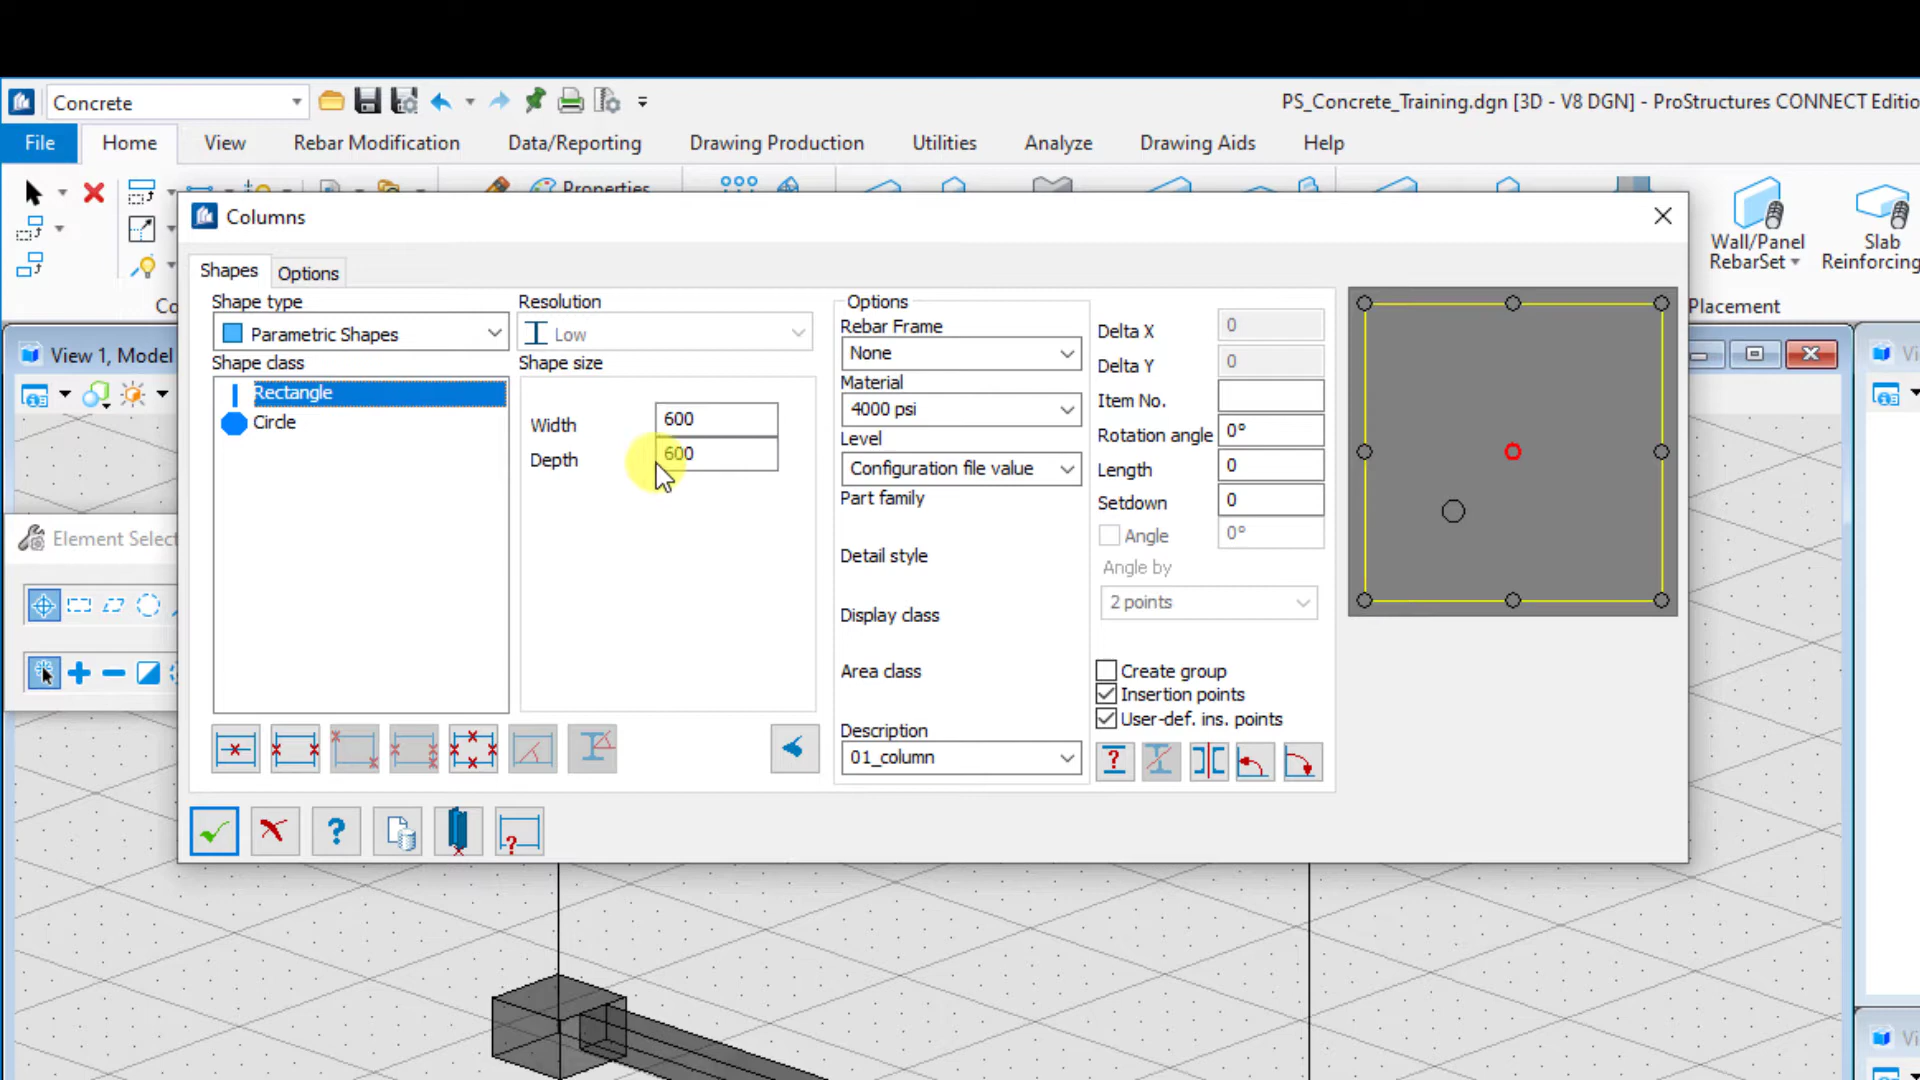 Concrete
PS_Concrete_Training.dgn [3D - V8 DGN] - ProStructures CONNECT Editio
File Home View Rebar Modification Data/Reporting Drawing Production Utilities Analyze Drawing Aids Help
Properties
Wall/Panel
RebarSet
Slab
Reinforcing
Co
Placement
View 1, Model
Vi
Element Select
Columns
Shapes Options
Shape type
Parametric Shapes
Shape class
Rectangle
Circle
Resolution
Low
Shape size
Width 600
Depth 600
Options
Rebar Frame
None
Material
4000 psi
Level
Configuration file value
Part family
Detail style
Display class
Area class
Description
01_column
Delta X 0
Delta Y 0
Item No.
Rotation angle 0°
Length 0
Setdown 0
Angle 0°
Angle by
2 points
Create group
Insertion points
User-def. ins. points
Vi